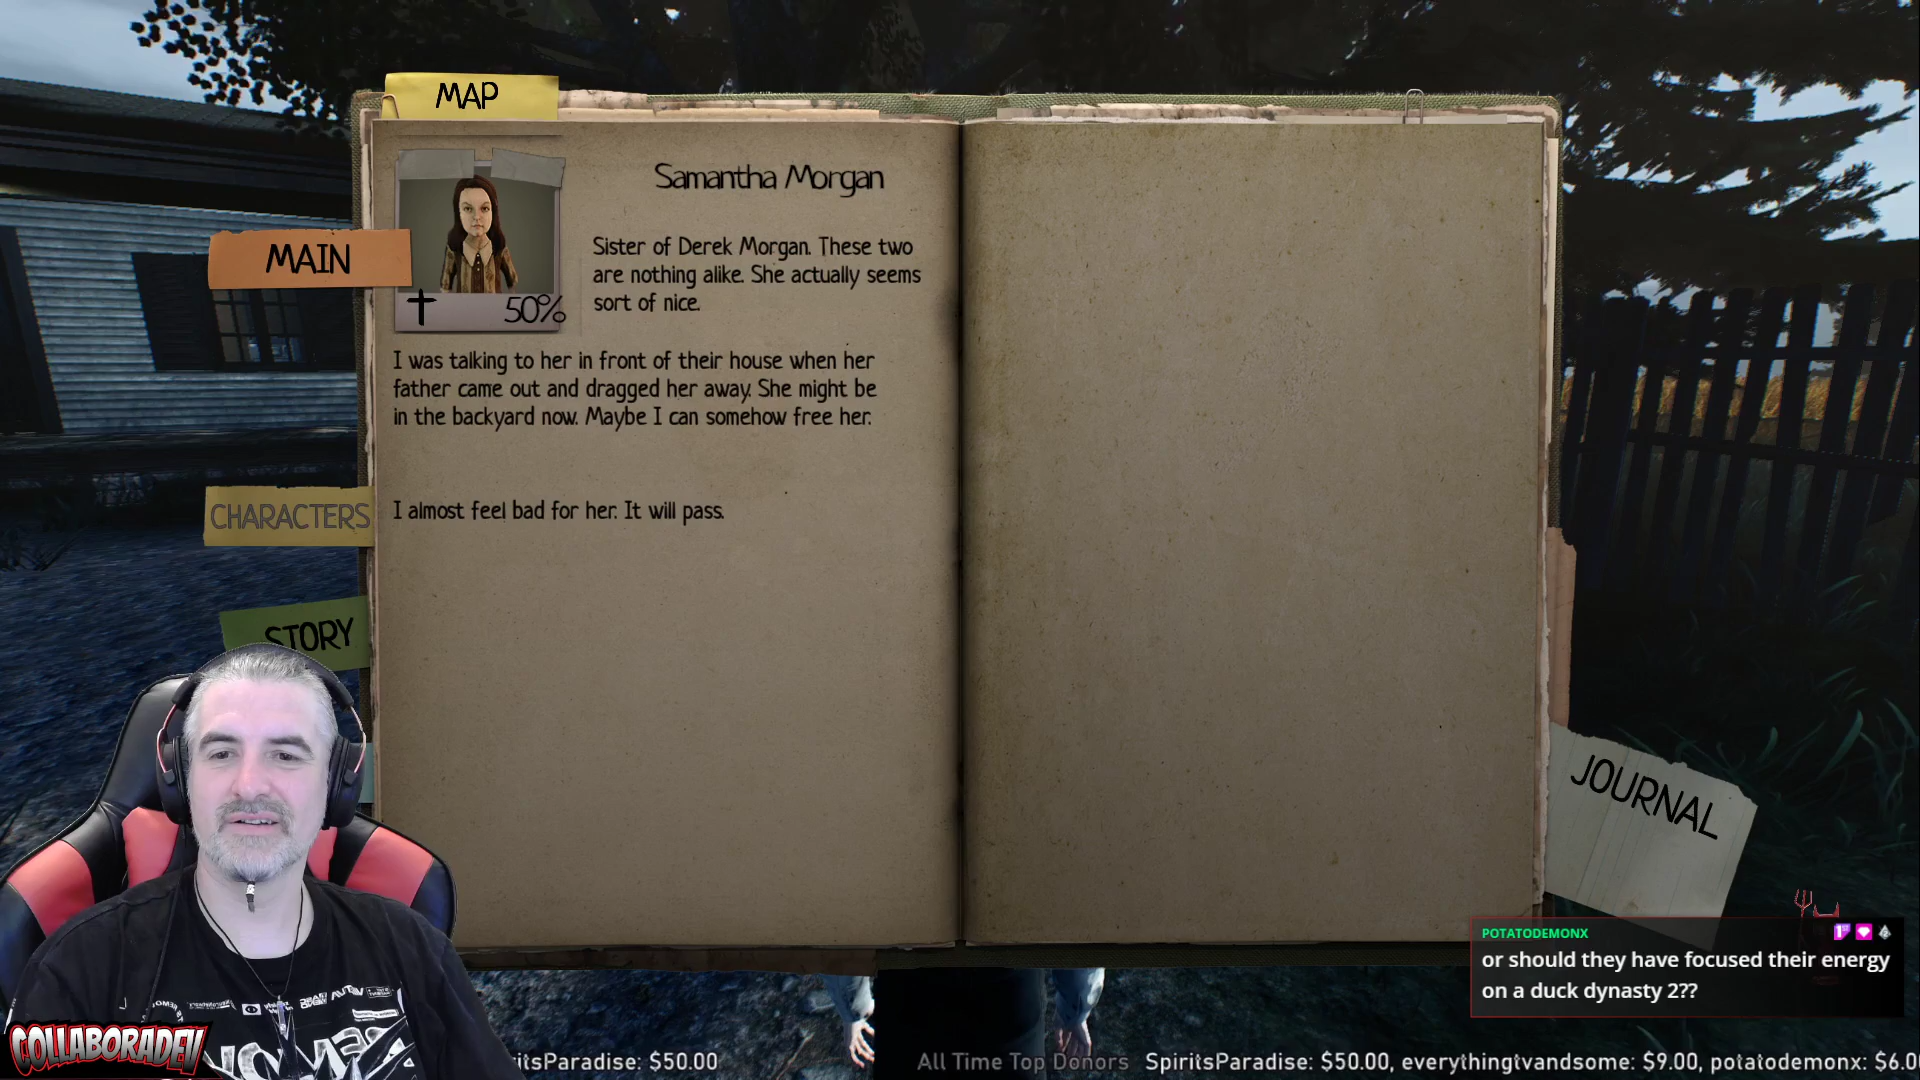 MAP
Samantha Morgan
Sister of Derek Morgan. These two
are nothing alike. She actually seems
sort of nice.
MAIN
50%
I was talking to her in front of their house when her
father came out and dragged her away. She might be
in the backyard now. Maybe I can somehow free her.
CHARACTERS
I almost feel bad for her. It will pass.
STORY
JOURNAL
POTATODEMONX
or should they have focused their energy
on a duck dynasty 2??
COLLABORADEV
itsParadise: $50.00 All Time Top Donors SpiritsParadise: $50.00, everythingtvandsome: $9.00, potatodemonx: $6.0